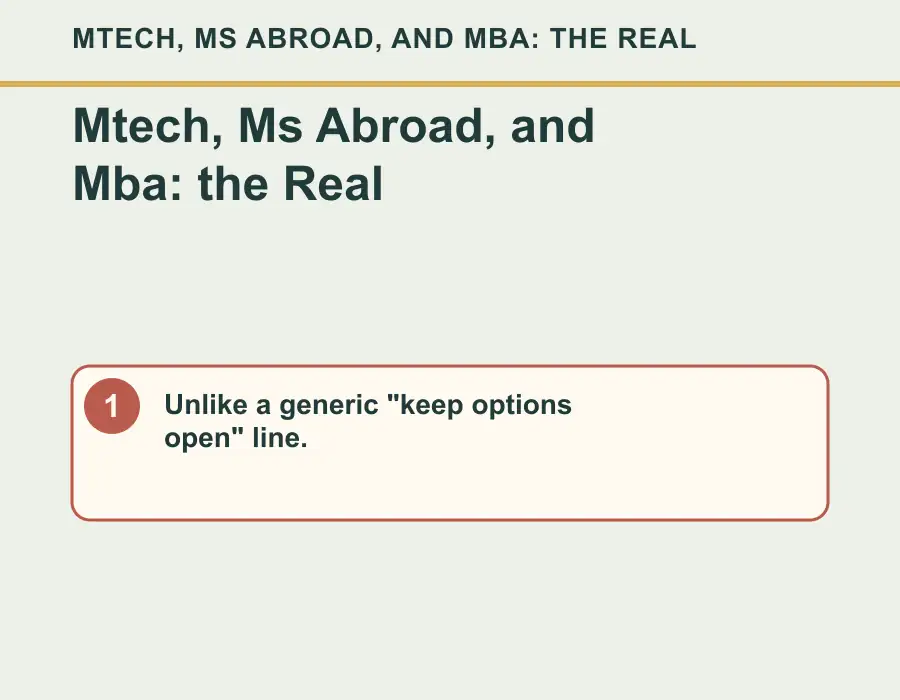 MTECH, MS ABROAD, AND MBA: THE REAL
Mtech, Ms Abroad, and
Mba: the Real
1
Unlike a generic "keep options
open" line.